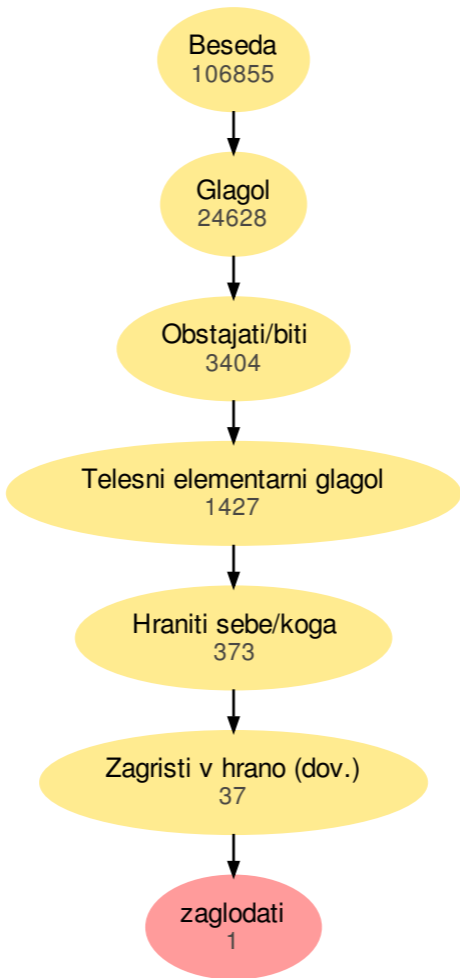 Beseda
106855
Glagol
24628
Obstajati/biti
3404
Telesni elementarni glagol
1427
Hraniti sebe/koga
373
Zagristi v hrano (dov.)
37
zaglodati
1